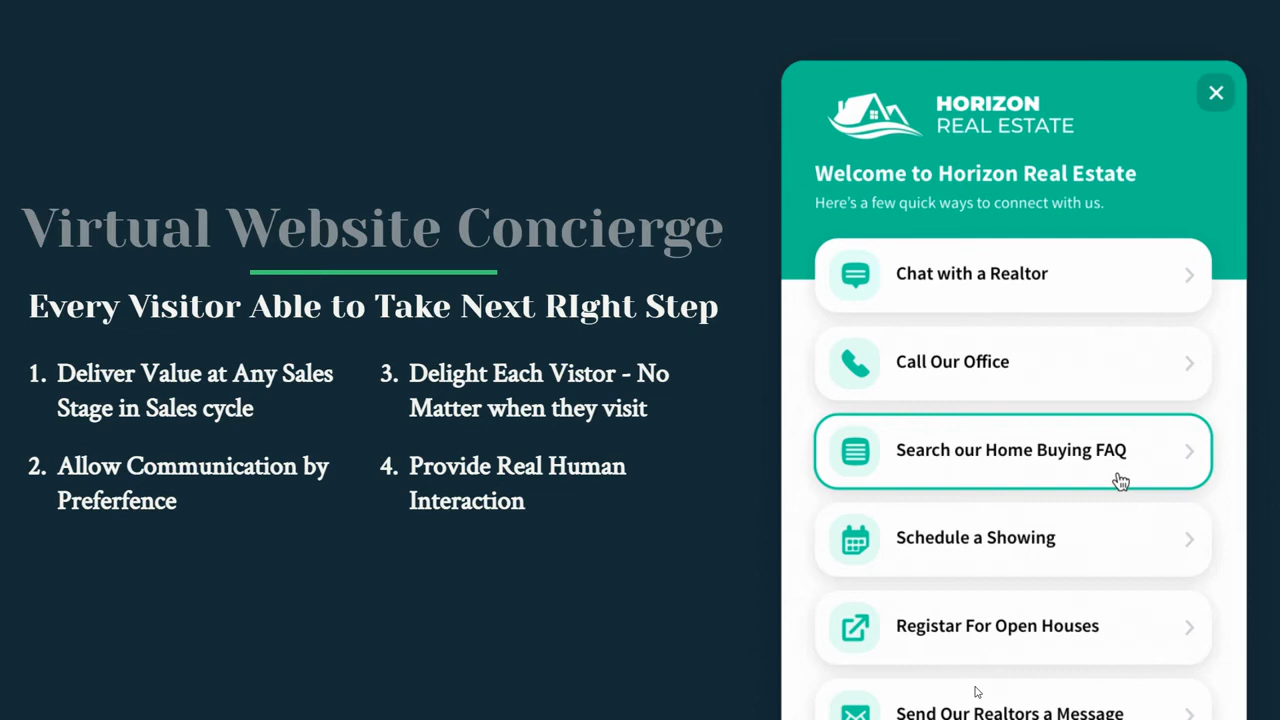 Virtual Website Concierge
Every Visitor Able to Take Next RIght Step
1. Deliver Value at Any Sales
Stage in Sales cycle
2. Allow Communication by
Preferfence
3. Delight Each Vistor - No
Matter when they visit
4. Provide Real Human
Interaction
HORIZON
REAL ESTATE
Welcome to Horizon Real Estate
Here's a few quick ways to connect with us.
Chat with a Realtor
Call Our Office
Search our Home Buying FAQ
Schedule a Showing
Registar For Open Houses
Send Our Realtors a Message